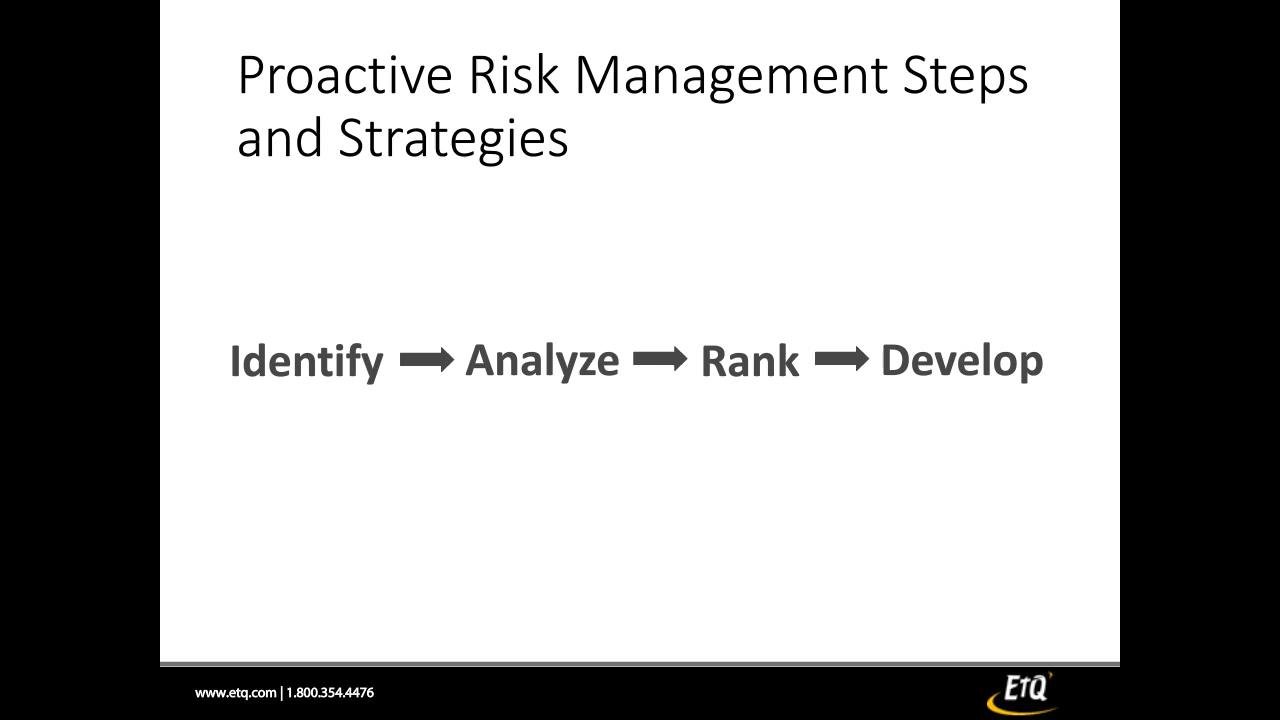 Proactive Risk Management Steps
and Strategies
Identify Analyze Rank Develop
www.etq.com | 1.800.354.4476
ETQ